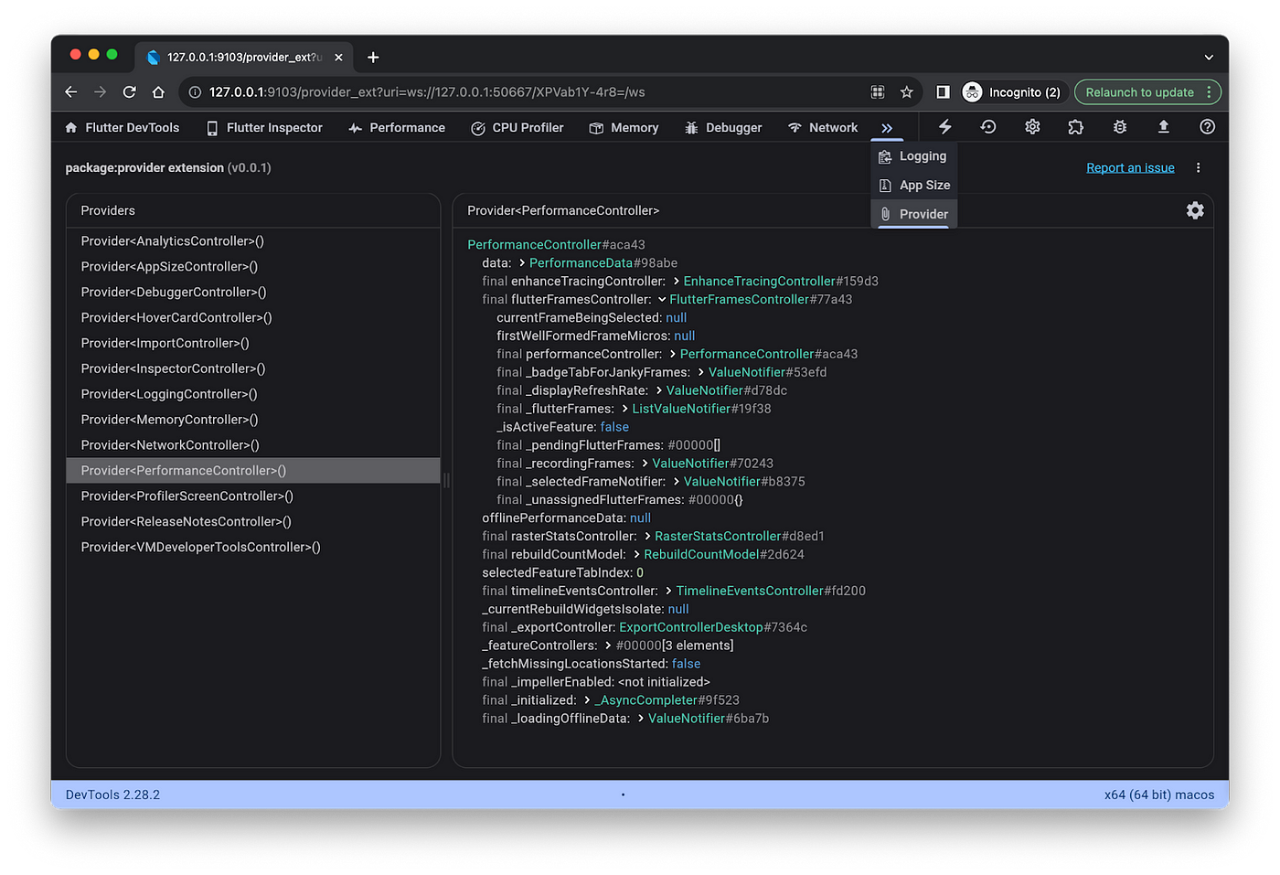 127.0.0.1:9103/provider_ext?u
127.0.0.1:9103/provider_ext?uri=ws://127.0.0.1:50667/XPVab1Y-4r8=/ws
Incognito (2)
Relaunch to update
Flutter DevTools
Flutter Inspector
Performance
CPU Profiler
Memory
Debugger
Network
Logging
App Size
Provider
package:provider extension (v0.0.1)
Report an issue
Providers
Provider<AnalyticsController>()
Provider<AppSizeController>()
Provider<DebuggerController>()
Provider<HoverCardController>()
Provider<ImportController>()
Provider<InspectorController>()
Provider<LoggingController>()
Provider<MemoryController>()
Provider<NetworkController>()
Provider<PerformanceController>()
Provider<ProfilerScreenController>()
Provider<ReleaseNotesController>()
Provider<VMDeveloperToolsController>()
Provider<PerformanceController>
PerformanceController#aca43
data: PerformanceData#98abe
final enhanceTracingController: EnhanceTracingController#159d3
final flutterFramesController: FlutterFramesController#77a43
currentFrameBeingSelected: null
firstWellFormedFrameMicros: null
final performanceController: PerformanceController#aca43
final _badgeTabForJankyFrames: ValueNotifier#53efd
final _displayRefreshRate: ValueNotifier#d78dc
final _flutterFrames: ListValueNotifier#19f38
_isActiveFeature: false
final _pendingFlutterFrames: #00000[]
final _recordingFrames: ValueNotifier#70243
final _selectedFrameNotifier: ValueNotifier#b8375
final _unassignedFlutterFrames: #00000{}
offlinePerformanceData: null
final rasterStatsController: RasterStatsController#d8ed1
final rebuildCountModel: RebuildCountModel#2d624
selectedFeatureTabIndex: 0
final timelineEventsController: TimelineEventsController#fd200
_currentRebuildWidgetsIsolate: null
final _exportController: ExportControllerDesktop#7364c
_featureControllers: #00000[3 elements]
_fetchMissingLocationsStarted: false
final _impellerEnabled: <not initialized>
final _initialized: _AsyncCompleter#9f523
final _loadingOfflineData: ValueNotifier#6ba7b
DevTools 2.28.2
•
x64 (64 bit) macos